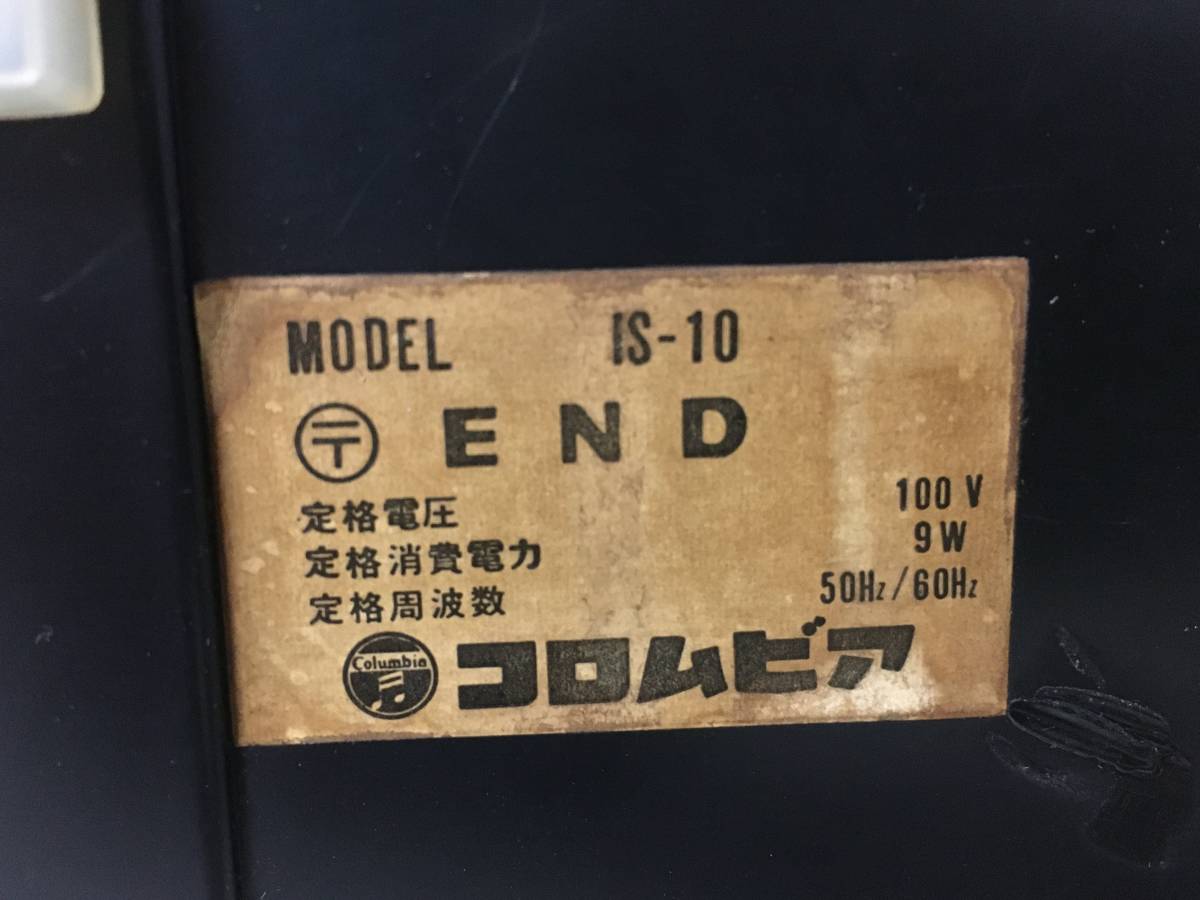 MODEL IS-10
〒 END
定格電圧 100 V
定格消費電力 9W
定格周波数 50Hz/60Hz
Columbia コロムビア